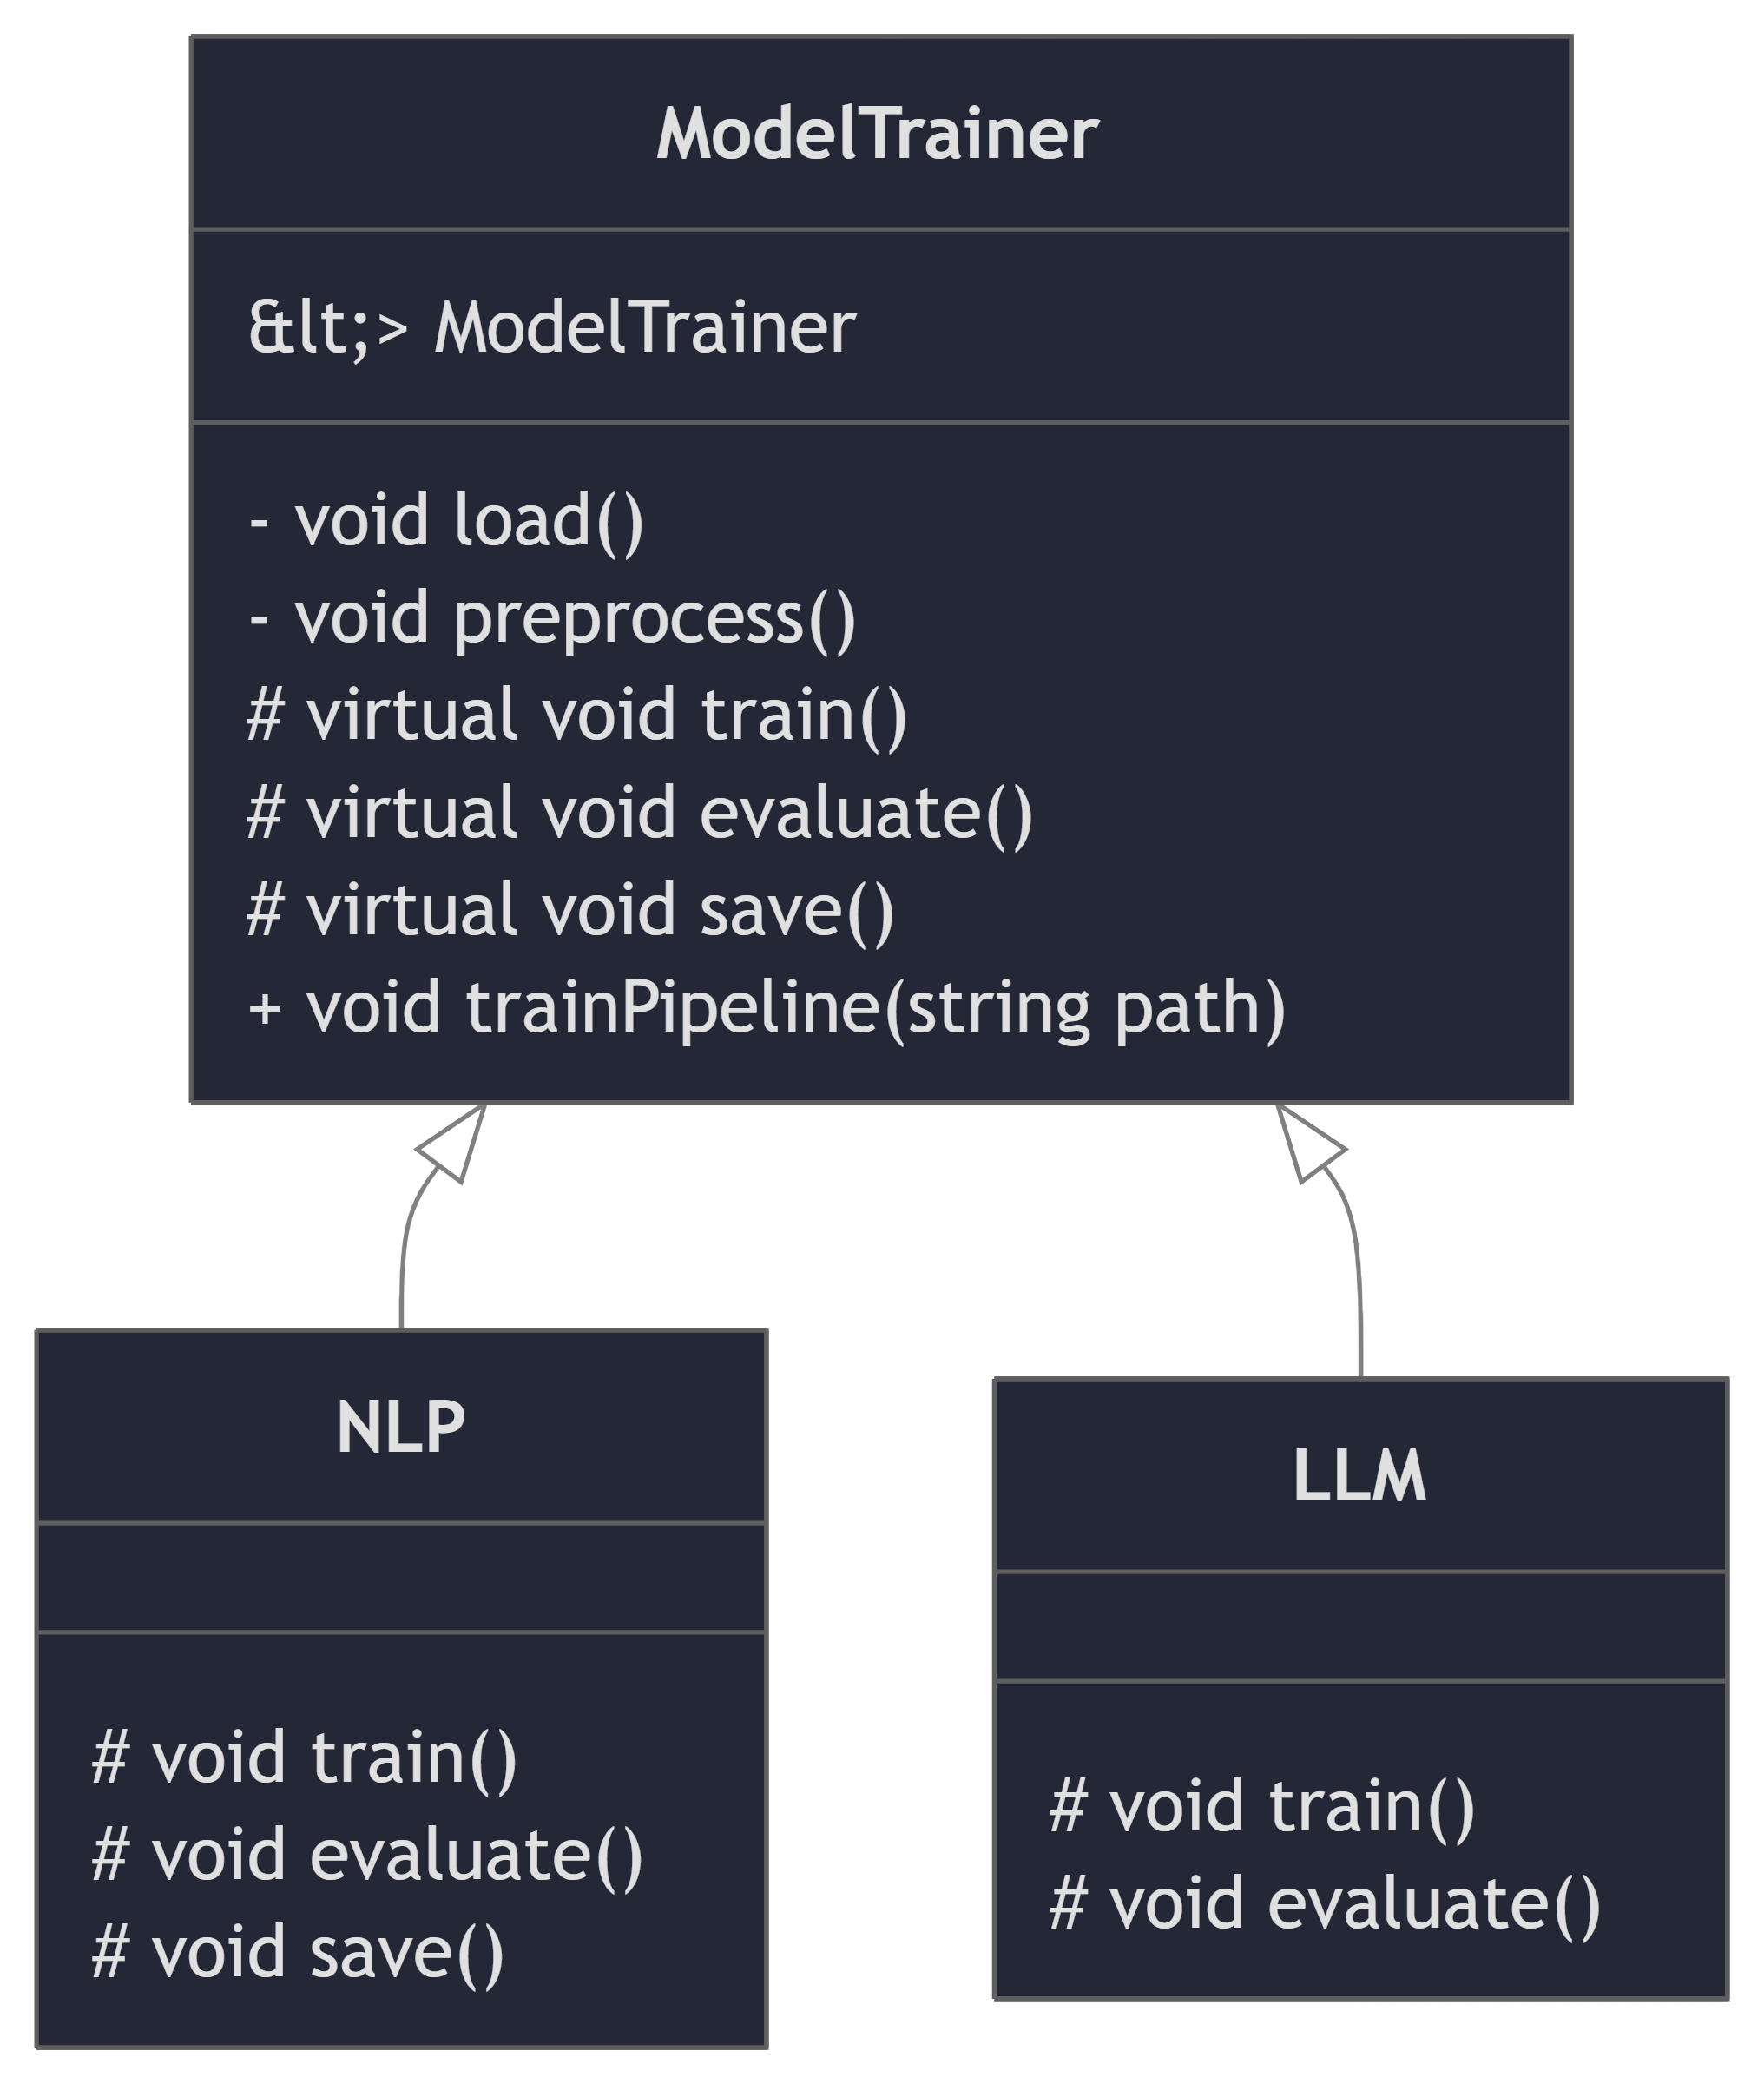 ModelTrainer
&lt;> ModelTrainer
- void load()
- void preprocess()
# virtual void train()
# virtual void evaluate()
# virtual void save()
+ void trainPipeline(string path)
NLP
# void train()
# void evaluate()
# void save()
LLM
# void train()
# void evaluate()